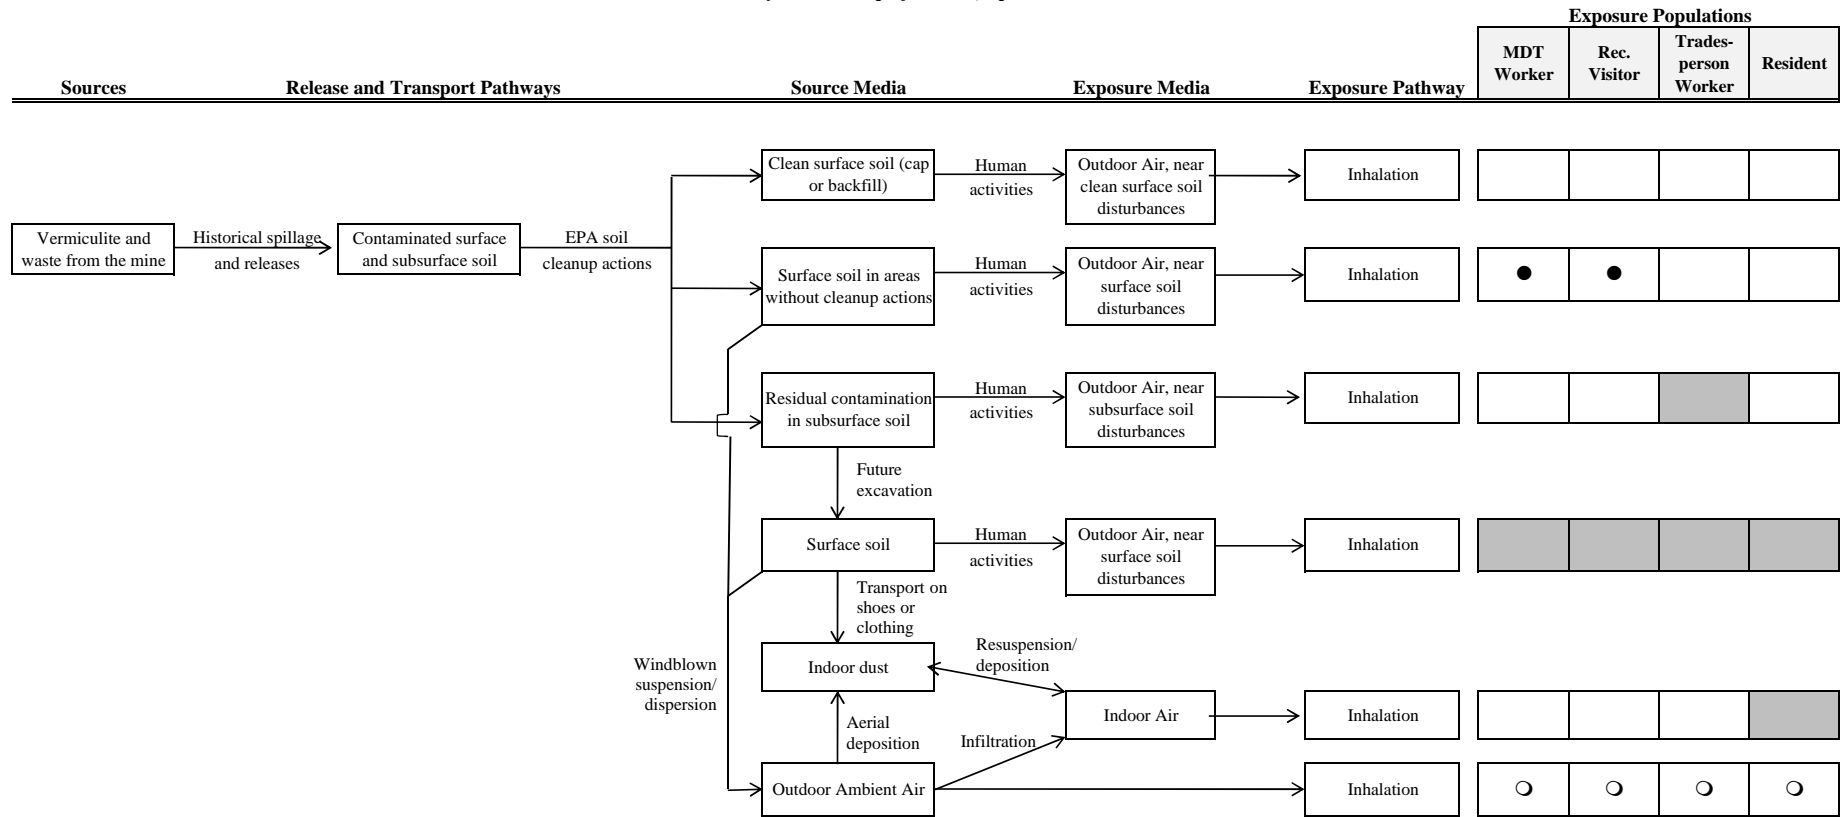 Exposure Populations
MDT
Worker
Rec.
Visitor
Trades-
person
Worker
Resident
Sources
Release and Transport Pathways
Source Media
Exposure Media
Exposure Pathway
Clean surface soil (cap
or backfill)
Human
activities
Outdoor Air, near
clean surface soil
disturbances
Inhalation
Vermiculite and
waste from the mine
Historical spillage
and releases
Contaminated surface
and subsurface soil
EPA soil
cleanup actions
Surface soil in areas
without cleanup actions
Human
activities
Outdoor Air, near
surface soil
disturbances
Inhalation
Residual contamination
in subsurface soil
Human
activities
Outdoor Air, near
subsurface soil
disturbances
Inhalation
Future
excavation
Surface soil
Human
activities
Outdoor Air, near
surface soil
disturbances
Inhalation
Transport on
shoes or
clothing
Windblown
suspension/
dispersion
Indoor dust
Resuspension/
deposition
Indoor Air
Inhalation
Aerial
deposition
Infiltration
Outdoor Ambient Air
Inhalation